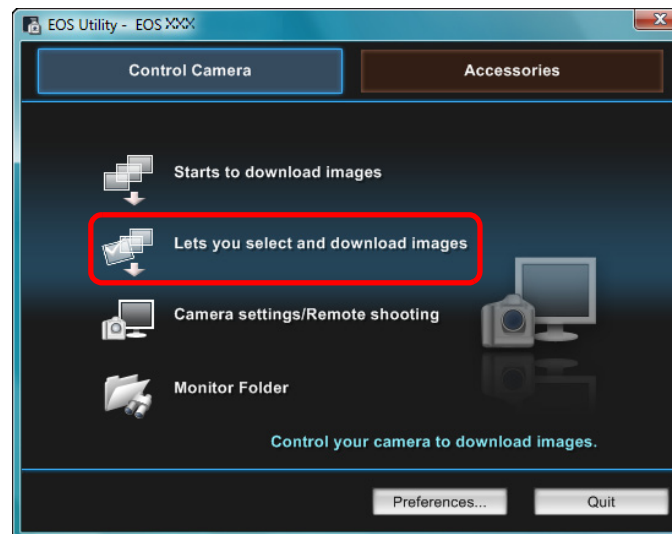 EOS Utility - EOS XXX
X
Control Camera
Accessories
Starts to download images
Lets you select and download images
Camera settings/Remote shooting
Monitor Folder
Control your camera to download images.
Preferences...
Quit